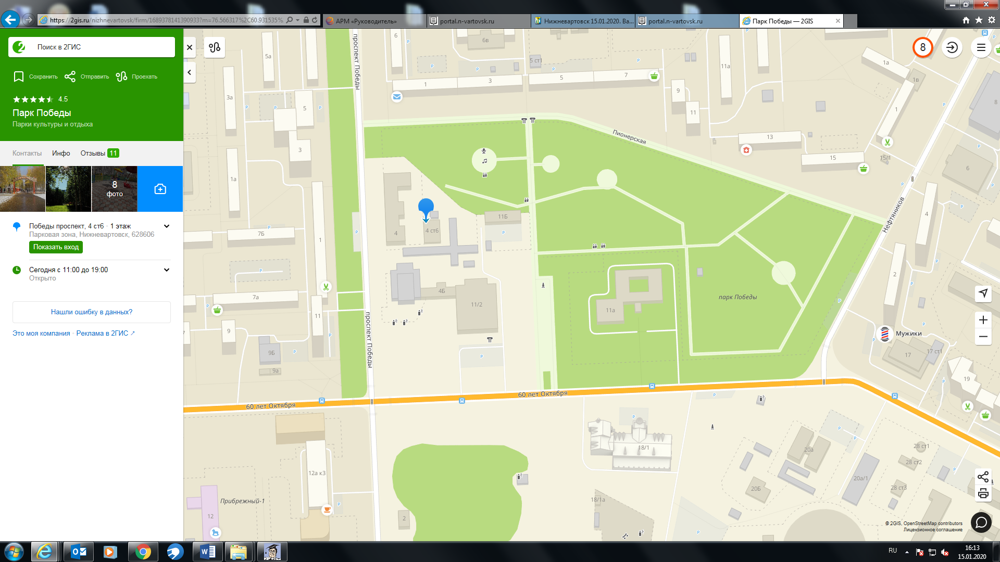 https://2gis.ru/nizhnevartovsk/firm/1689378141390933?m=76.566317%2C60.931535%
АРМ «Руководитель»
portal.n-vartovsk.ru
Нижневартовск 15.01.2020. Ва...
portal.n-vartovsk.ru
Парк Победы — 2GIS
Поиск в 2ГИС
Сохранить
Отправить
Проехать
4.5
Парк Победы
Парки культуры и отдыха
Контакты
Инфо
Отзывы 11
8
фото
Победы проспект, 4 ст6 · 1 этаж
Парковая зона, Нижневартовск, 628606
Показать вход
Сегодня с 11:00 до 19:00
Открыто
Нашли ошибку в данных?
Это моя компания · Реклама в 2ГИС
8
проспект Победы
6
6в
5 ст1
5а
3а
5
3
1а
1
3
5
7
9
11
11а
1а
1в
8
1
13
15
15/1
6
Пионерская
Нефтяников
4
2
7Б
1
7а
11
9
9Б
9а
7
4
4 ст6
11Б
4Б
11/2
11а
парк Победы
проспект Победы
Мужики
17
17 ст1
19
60 лет Октября
60 лет Октября
12а к3
Прибрежный-1
12
2
18/1
18/1а
20а
20Б
20а/1
28 ст1
28 ст2
28 ст3
© 2GIS, OpenStreetMap contributors
Лицензионное соглашение
RU
16:13
15.01.2020